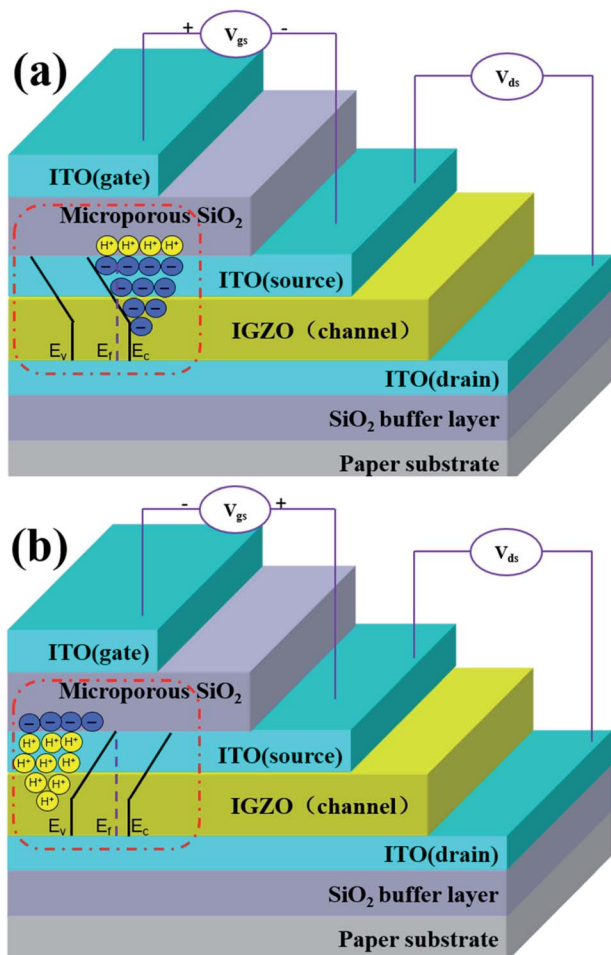 (a)
+ Vgs -
Vds
ITO(gate)
Microporous SiO2
H+ H+ H+ H+
- - - -
ITO(source)
- - -
- -
IGZO（channel）
-
Ev Ef Ec
ITO(drain)
SiO2 buffer layer
Paper substrate
(b)
- Vgs +
Vds
ITO(gate)
Microporous SiO2
- - - -
H+ H+ H+
ITO(source)
H+ H+ H+
H+ H+
H+
IGZO（channel）
Ev Ef Ec
ITO(drain)
SiO2 buffer layer
Paper substrate